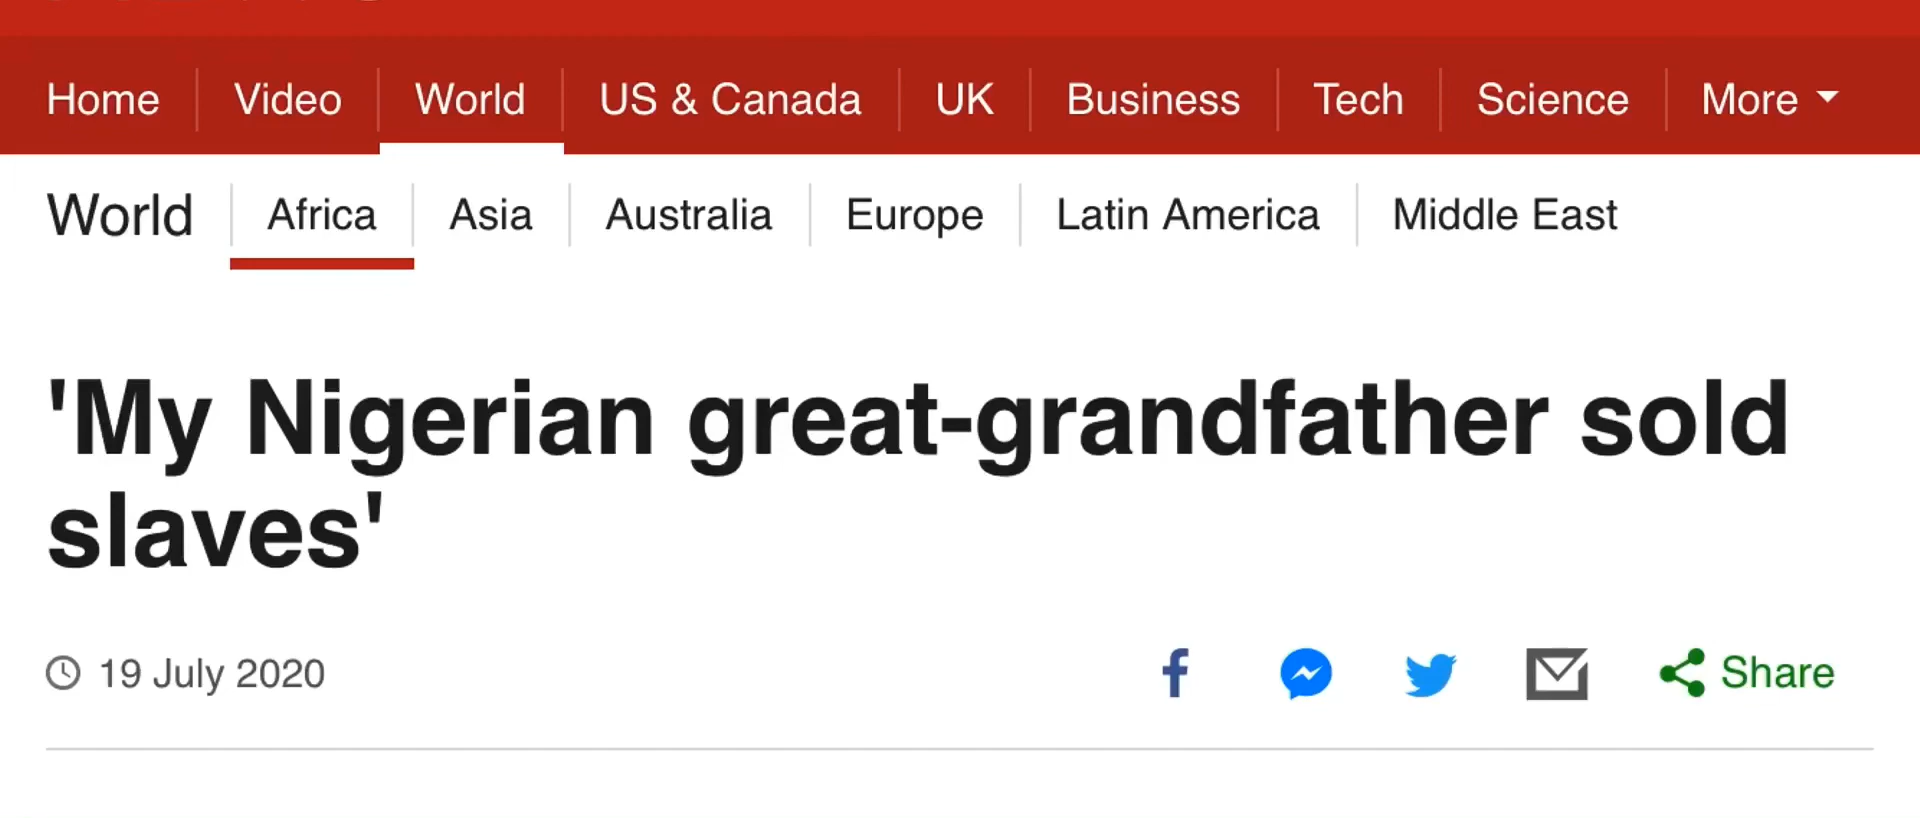 Home Video World US & Canada UK Business Tech Science More
World Africa Asia Australia Europe Latin America Middle East
'My Nigerian great-grandfather sold
slaves'
19 July 2020 Share